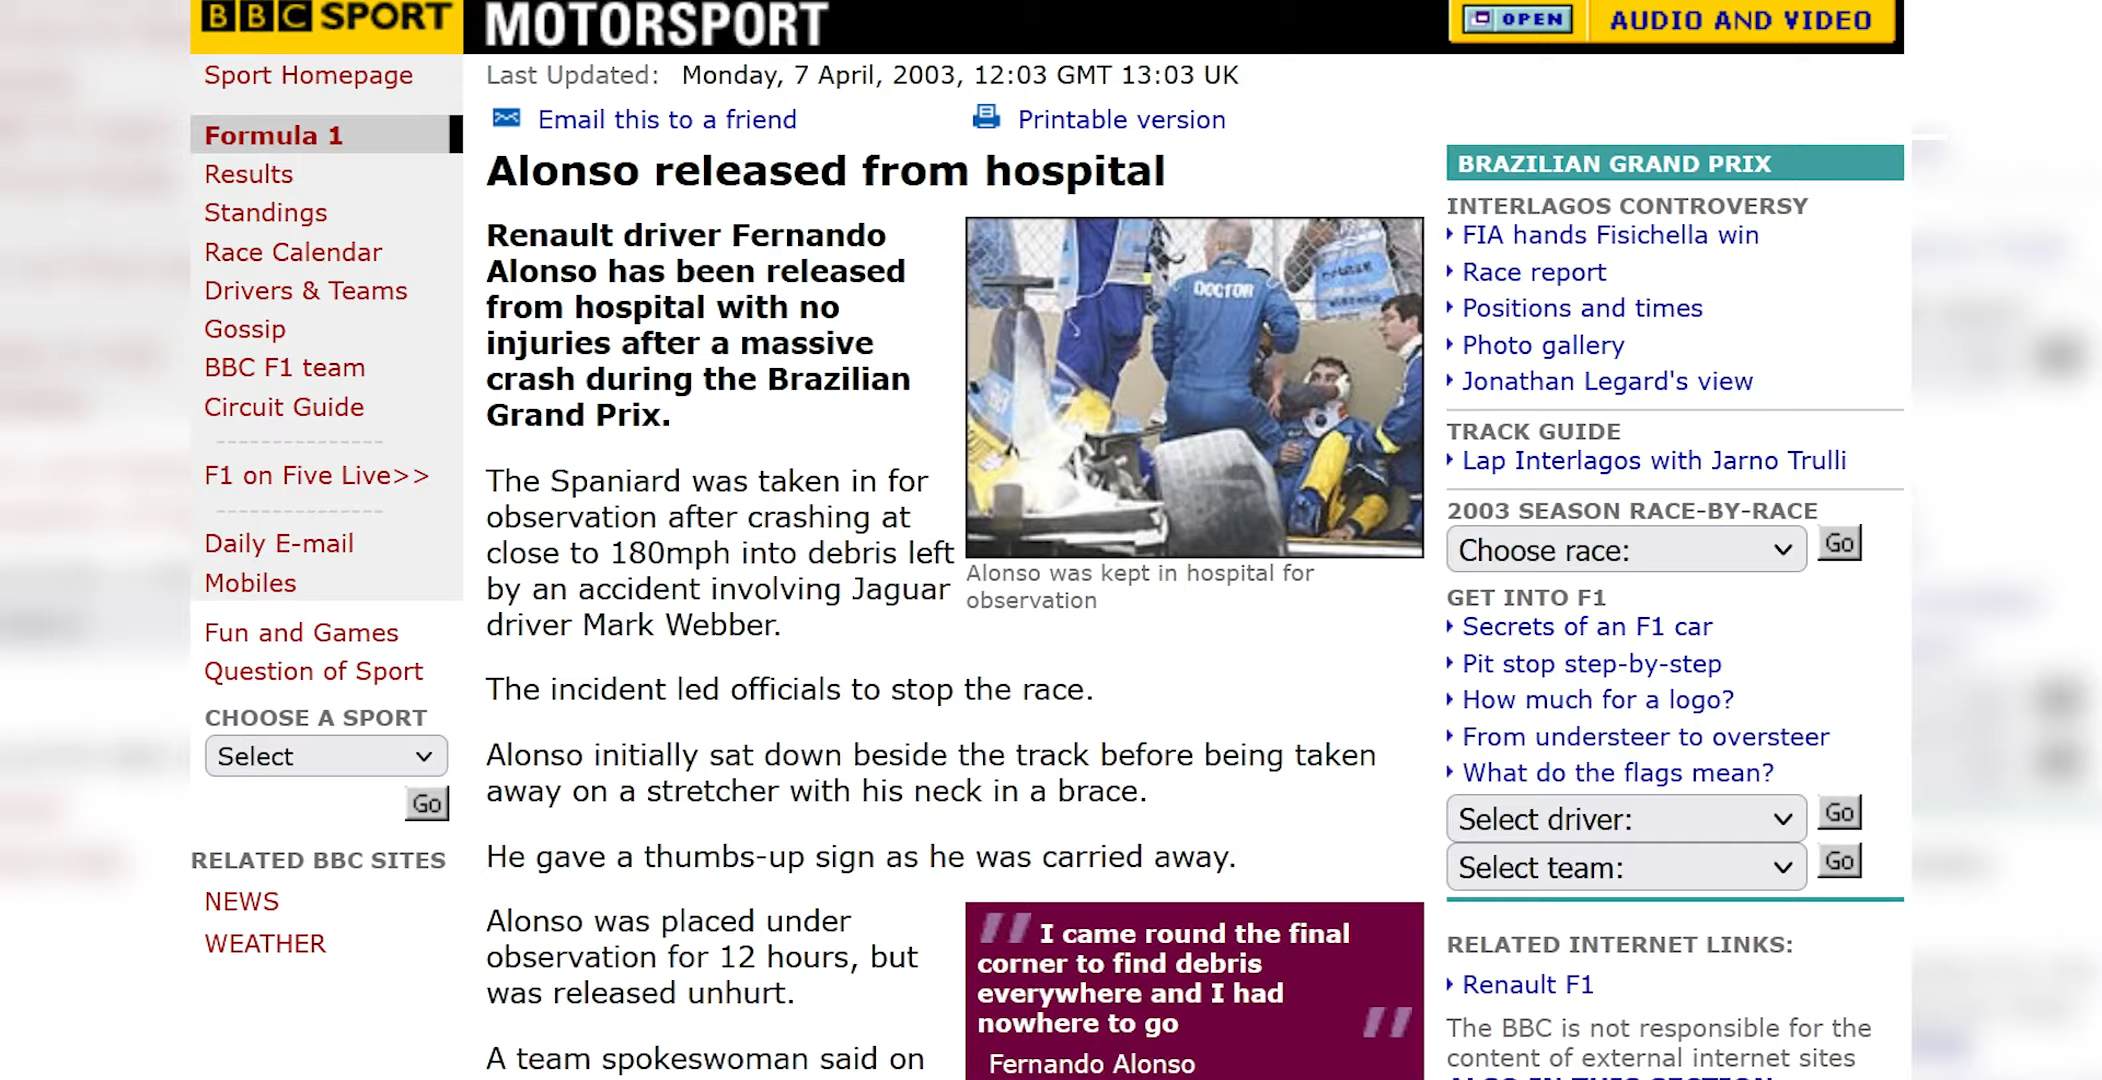 BBC SPORT
MOTORSPORT
OPEN
AUDIO AND VIDEO
Sport Homepage
Formula 1
Results
Standings
Race Calendar
Drivers & Teams
Gossip
BBC F1 team
Circuit Guide
---------------
F1 on Five Live>>
---------------
Daily E-mail
Mobiles
Fun and Games
Question of Sport
CHOOSE A SPORT
Select
Go
RELATED BBC SITES
NEWS
WEATHER
Last Updated: Monday, 7 April, 2003, 12:03 GMT 13:03 UK
Email this to a friend
Printable version
Alonso released from hospital
Renault driver Fernando
Alonso has been released
from hospital with no
injuries after a massive
crash during the Brazilian
Grand Prix.
DOCTOR
Alonso was kept in hospital for
observation
The Spaniard was taken in for
observation after crashing at
close to 180mph into debris left
by an accident involving Jaguar
driver Mark Webber.
The incident led officials to stop the race.
Alonso initially sat down beside the track before being taken
away on a stretcher with his neck in a brace.
He gave a thumbs-up sign as he was carried away.
Alonso was placed under
observation for 12 hours, but
was released unhurt.
A team spokeswoman said on
" I came round the final
corner to find debris
everywhere and I had
nowhere to go "
Fernando Alonso
BRAZILIAN GRAND PRIX
INTERLAGOS CONTROVERSY
FIA hands Fisichella win
Race report
Positions and times
Photo gallery
Jonathan Legard's view
TRACK GUIDE
Lap Interlagos with Jarno Trulli
2003 SEASON RACE-BY-RACE
Choose race:
Go
GET INTO F1
Secrets of an F1 car
Pit stop step-by-step
How much for a logo?
From understeer to oversteer
What do the flags mean?
Select driver:
Go
Select team:
Go
RELATED INTERNET LINKS:
Renault F1
The BBC is not responsible for the
content of external internet sites
ALSO IN THIS SECTION